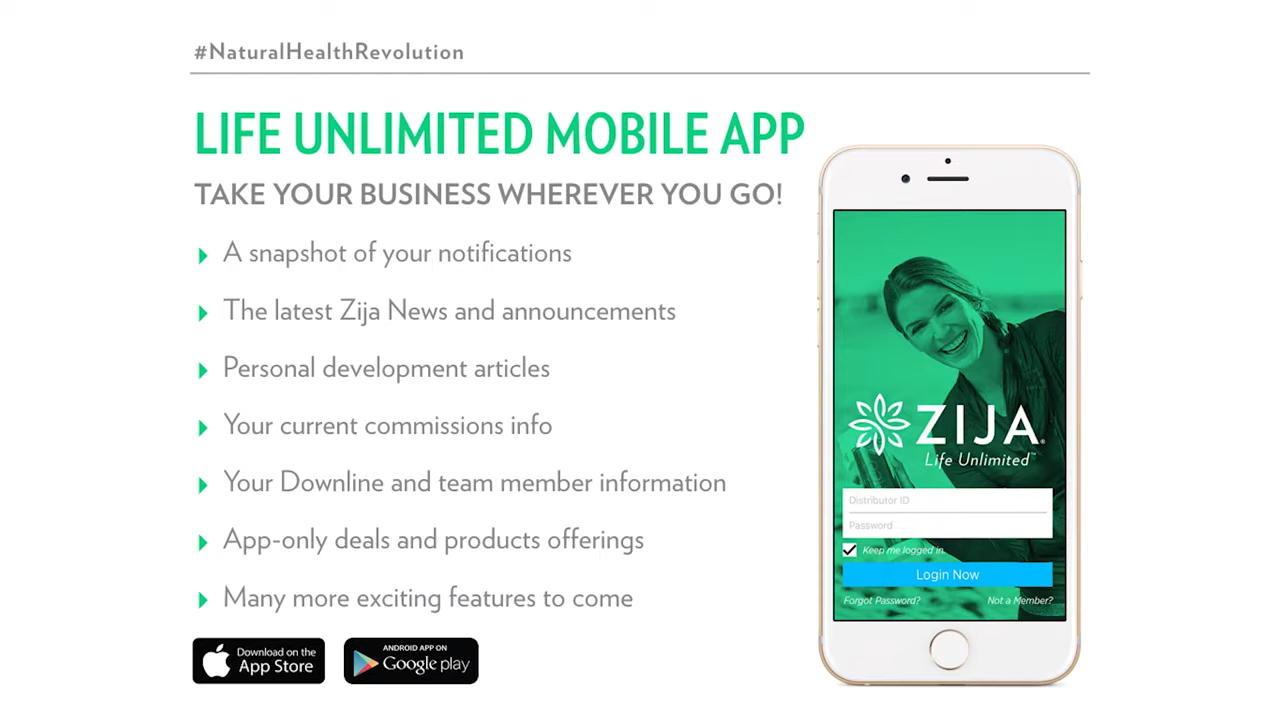 #NaturalHealthRevolution
LIFE UNLIMITED MOBILE APP
TAKE YOUR BUSINESS WHEREVER YOU GO!
A snapshot of your notifications
The latest Zija News and announcements
Personal development articles
Your current commissions info
Your Downline and team member information
App-only deals and products offerings
Many more exciting features to come
Download on the
App Store
ANDROID APP ON
Google play
ZIJA®
Life Unlimited™
Distributor ID
Password
Keep me logged in.
Login Now
Forgot Password?
Not a Member?